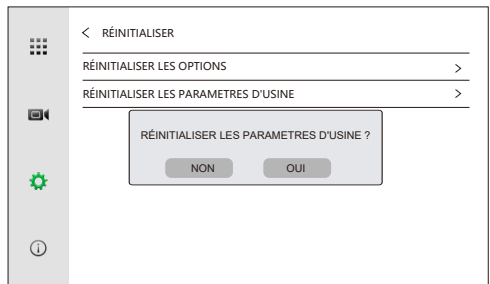 RÉINITIALISER
RÉINITIALISER LES OPTIONS
RÉINITIALISER LES PARAMETRES D'USINE
RÉINITIALISER LES PARAMETRES D'USINE ?
NON OUI